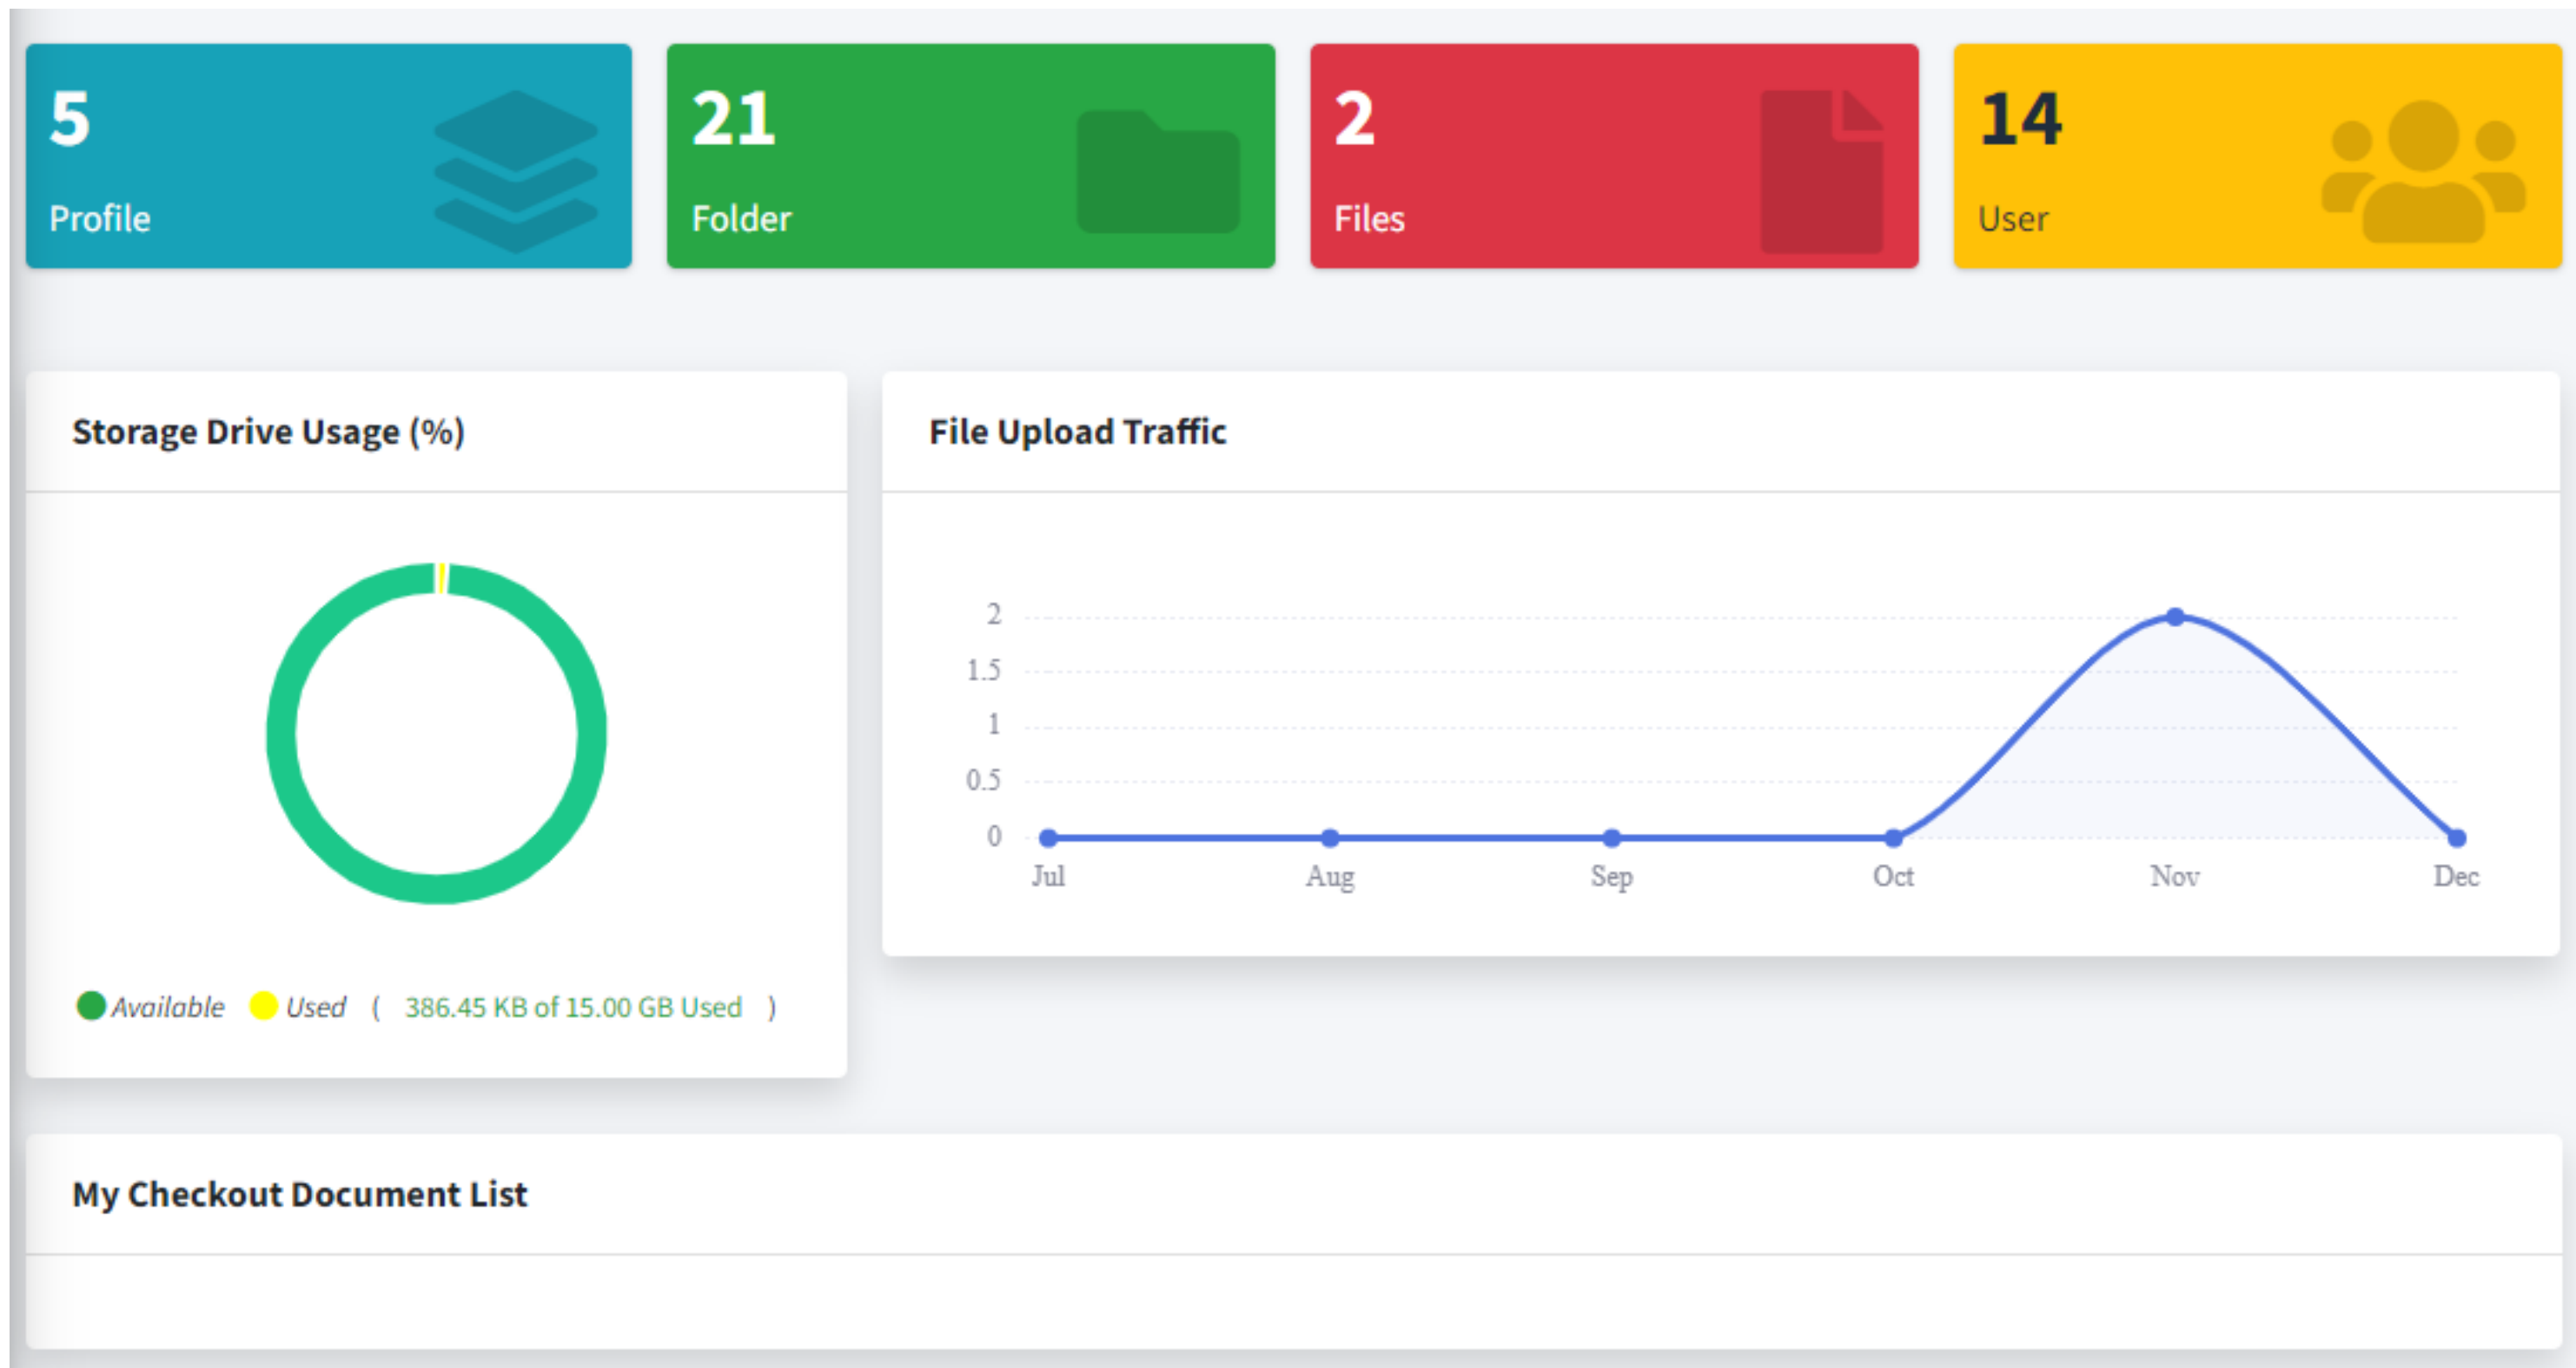 5
Profile
21
Folder
2
Files
14
User
Storage Drive Usage (%)
Available Used ( 386.45 KB of 15.00 GB Used )
File Upload Traffic
2
1.5
1
0.5
0
Jul Aug Sep Oct Nov Dec
My Checkout Document List